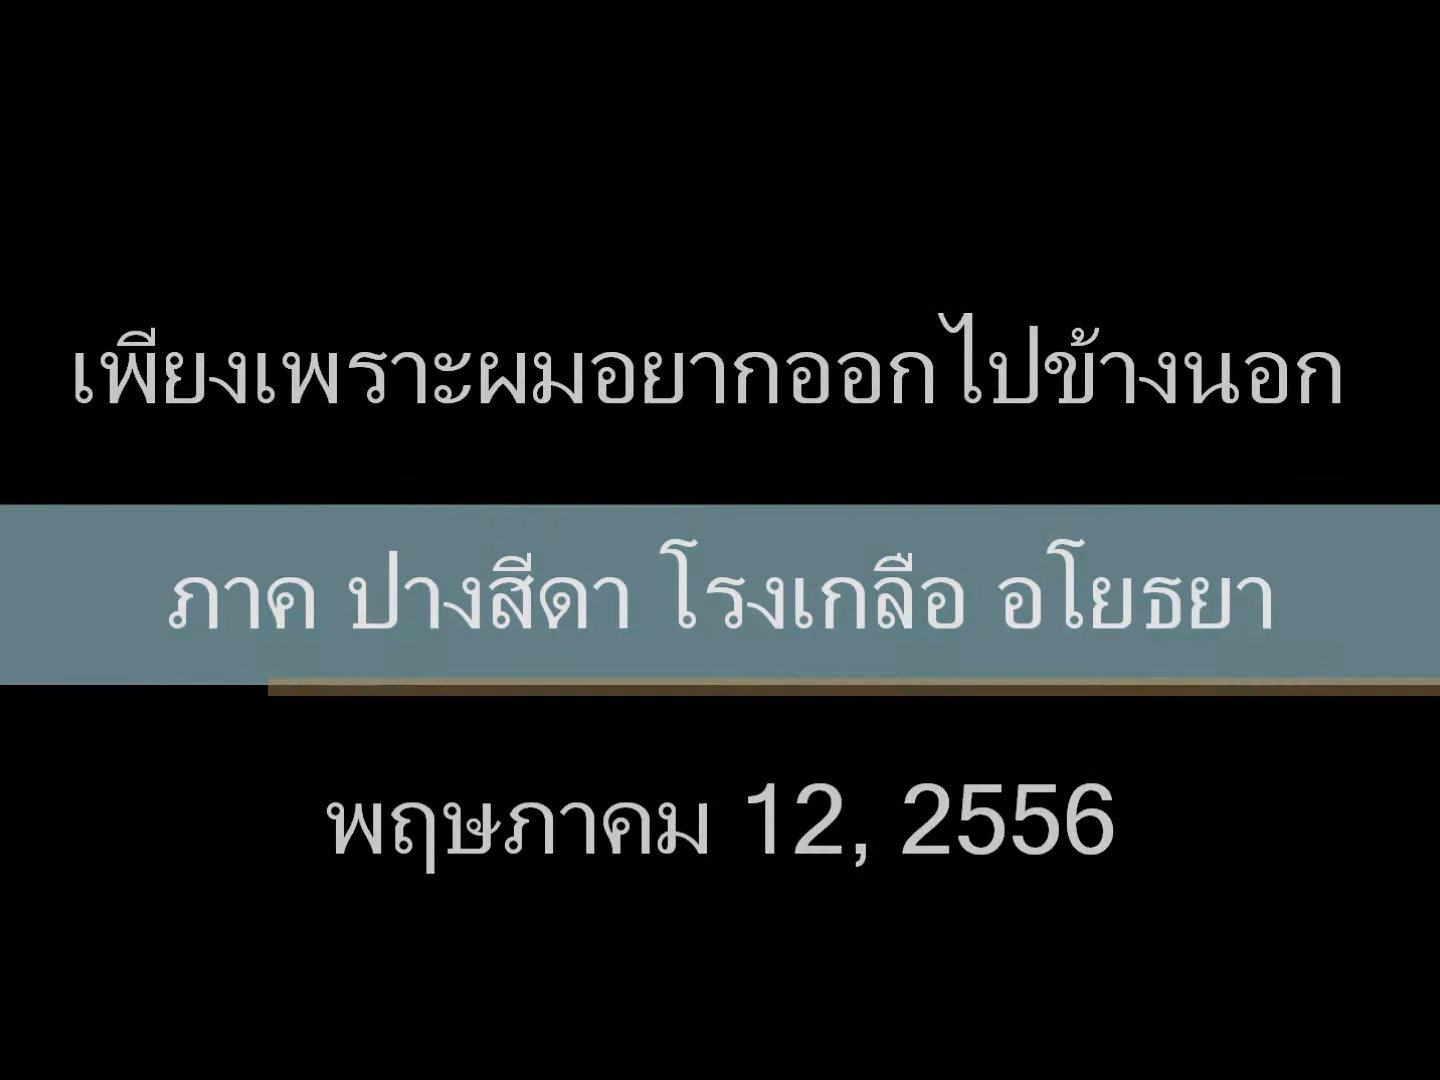 เพียงเพราะผมอยากออกไปข้างนอก
ภาค ปางสีดา โรงเกลือ อโยธยา
พฤษภาคม 12, 2556